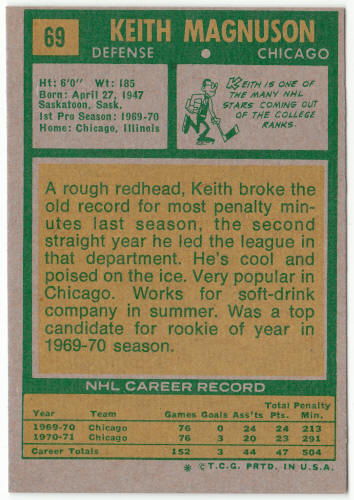 69
KEITH MAGNUSON
DEFENSE • CHICAGO
Ht: 6'0" Wt: 185
Born: April 27, 1947
Saskatoon, Sask.
1st Pro Season: 1969-70
Home: Chicago, Illinois
KEITH IS ONE OF
THE MANY NHL
STARS COMING OUT
OF THE COLLEGE
RANKS.
A rough redhead, Keith broke the
old record for most penalty min-
utes last season, the second
straight year he led the league in
that department. He's cool and
poised on the ice. Very popular in
Chicago. Works for soft-drink
company in summer. Was a top
candidate for rookie of year in
1969-70 season.
NHL CAREER RECORD
Total Penalty
Year Team Games Goals Ass'ts Pts. Min.
1969-70 Chicago 76 0 24 24 213
1970-71 Chicago 76 3 20 23 291
Career Totals 152 3 44 47 504
* © T.C.G. PRTD. IN U.S.A.